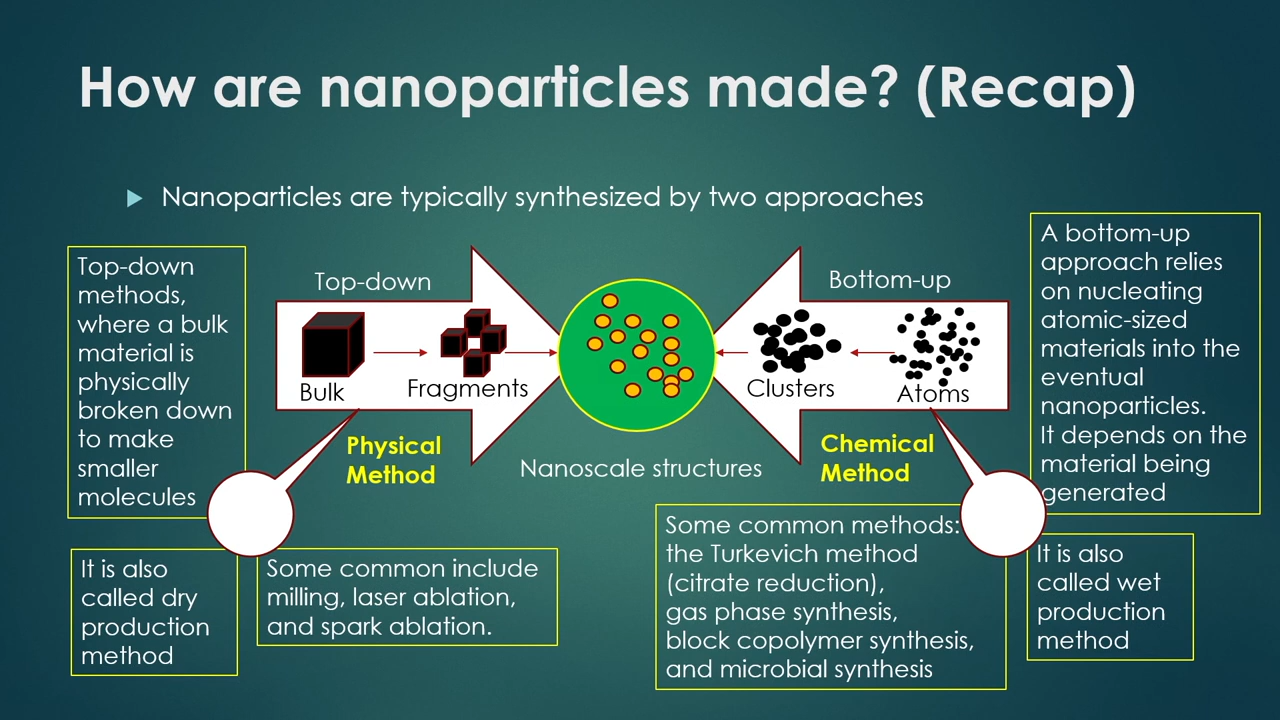 How are nanoparticles made? (Recap)
Nanoparticles are typically synthesized by two approaches
Top-down
methods,
where a bulk
material is
physically
broken down
to make
smaller
molecules
It is also
called dry
production
method
Top-down
Bulk
Fragments
Physical
Method
Some common include
milling, laser ablation,
and spark ablation.
Nanoscale structures
Bottom-up
Clusters
Atoms
Chemical
Method
Some common methods:
the Turkevich method
(citrate reduction),
gas phase synthesis,
block copolymer synthesis,
and microbial synthesis
A bottom-up
approach relies
on nucleating
atomic-sized
materials into the
eventual
nanoparticles.
It depends on the
material being
generated
It is also
called wet
production
method